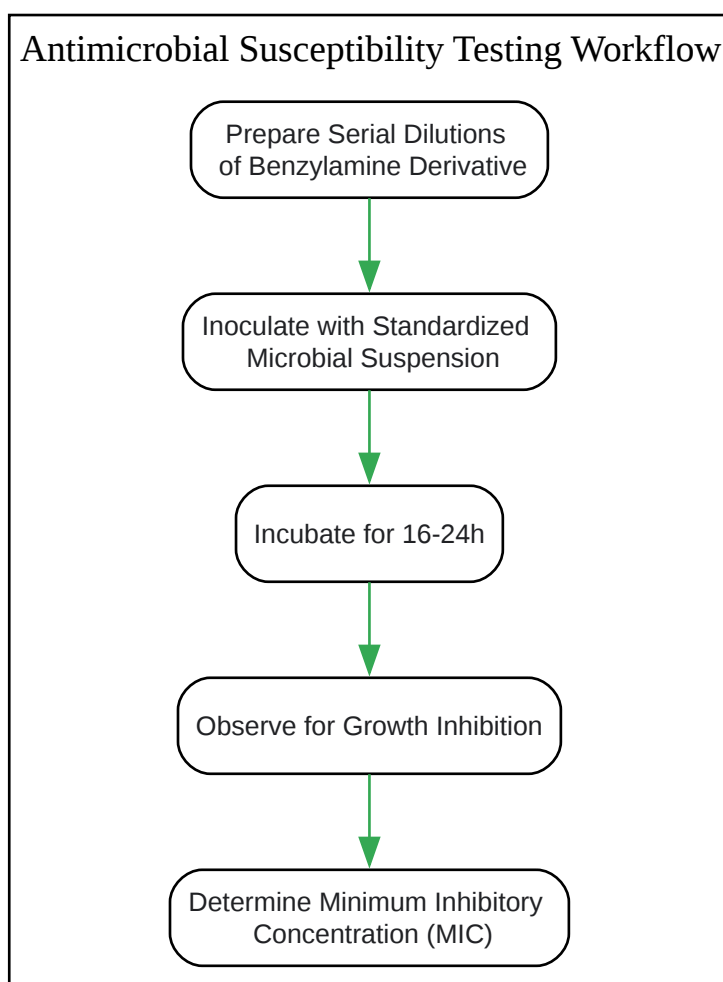 Antimicrobial Susceptibility Testing Workflow
Prepare Serial Dilutions
of Benzylamine Derivative
Inoculate with Standardized
Microbial Suspension
Incubate for 16-24h
Observe for Growth Inhibition
Determine Minimum Inhibitory
Concentration (MIC)